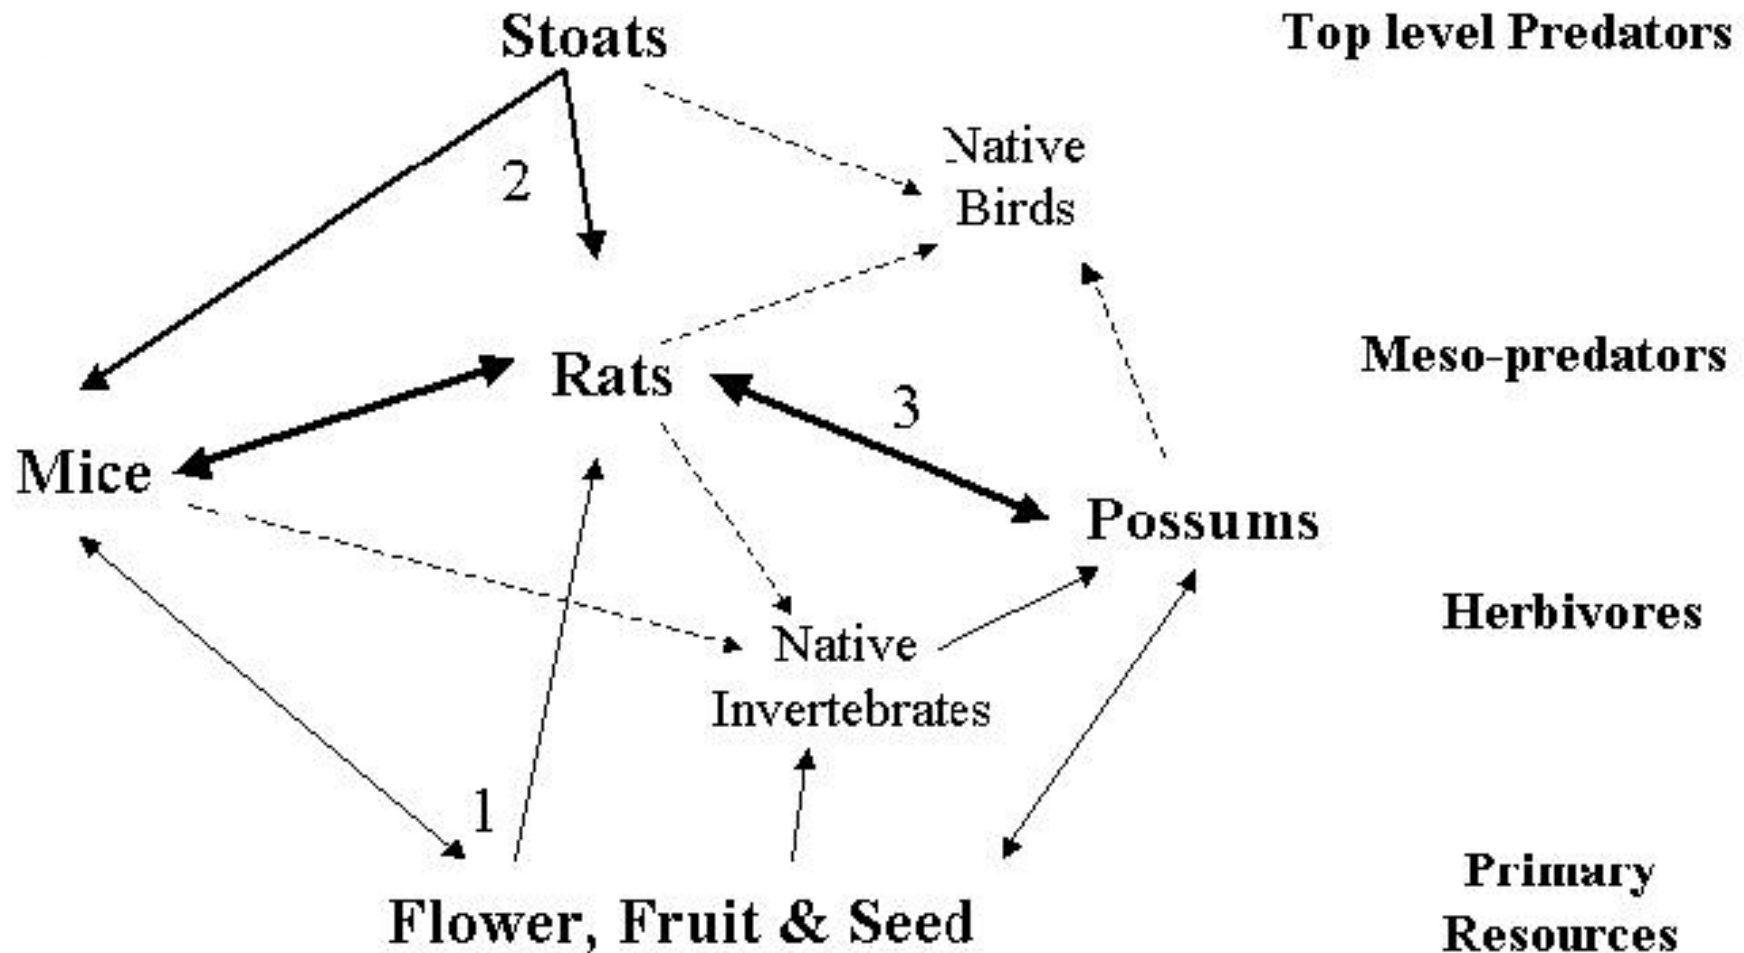 Stoats
Top level Predators
Native
Birds
2
Rats
Meso-predators
3
Mice
Possums
Herbivores
Native
Invertebrates
1
Flower, Fruit & Seed
Primary
Resources